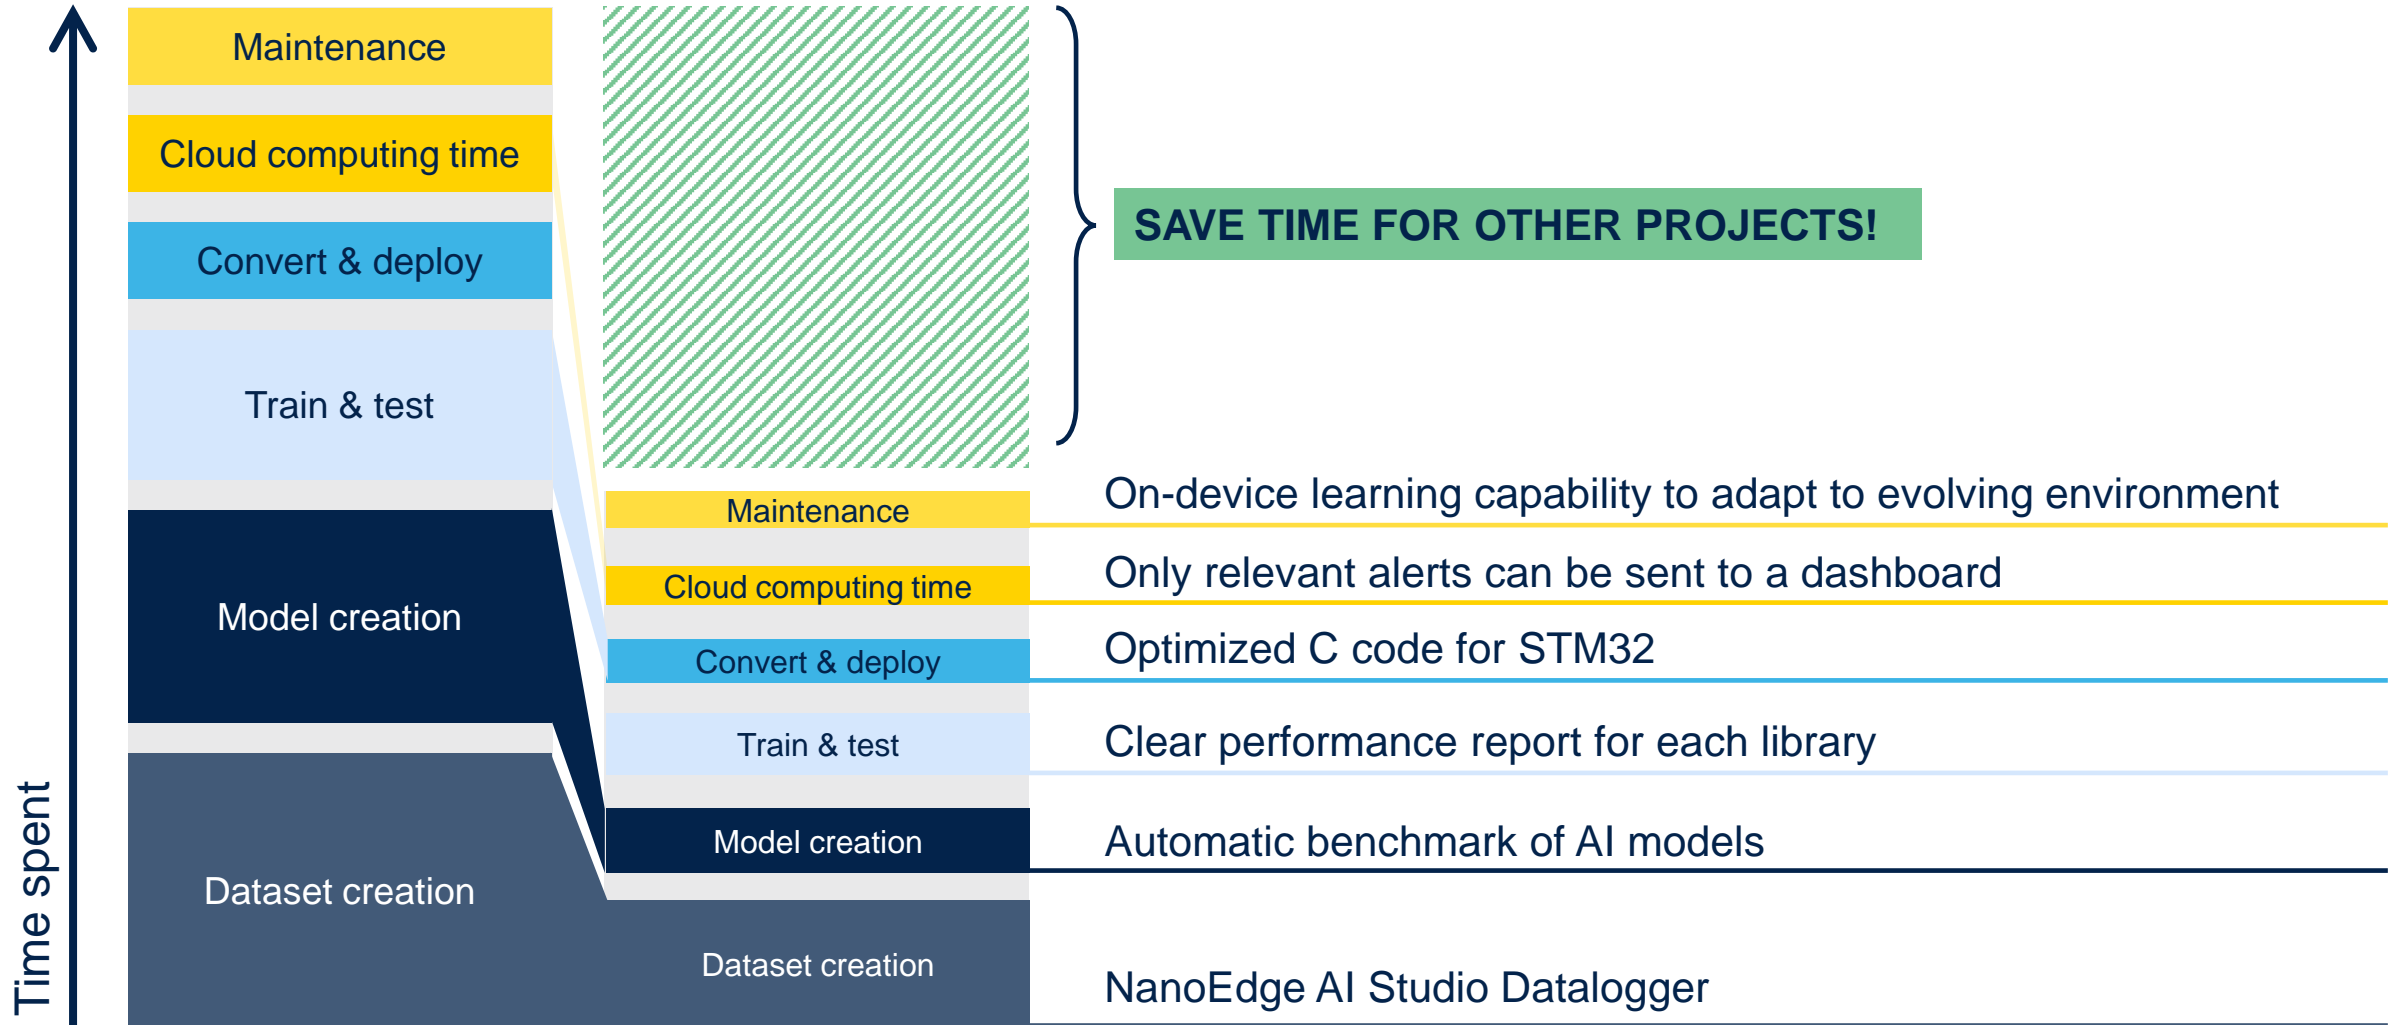 Time spent
Maintenance
Cloud computing time
Convert & deploy
Train & test
Model creation
Dataset creation
SAVE TIME FOR OTHER PROJECTS!
Maintenance
On-device learning capability to adapt to evolving environment
Cloud computing time
Only relevant alerts can be sent to a dashboard
Convert & deploy
Optimized C code for STM32
Train & test
Clear performance report for each library
Model creation
Automatic benchmark of AI models
Dataset creation
NanoEdge AI Studio Datalogger